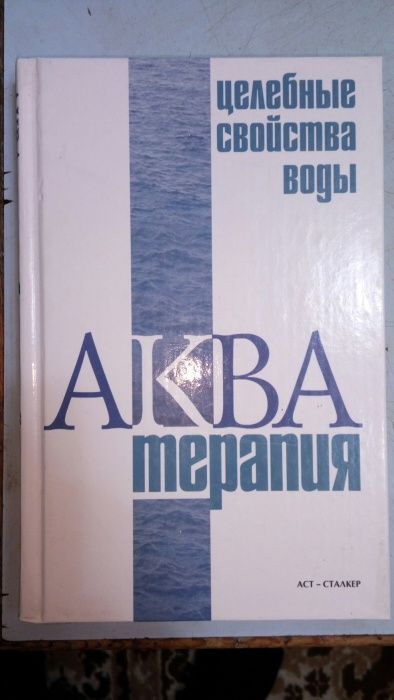 целебные
свойства
воды
АКВА
терапия
АСТ – СТАЛКЕР